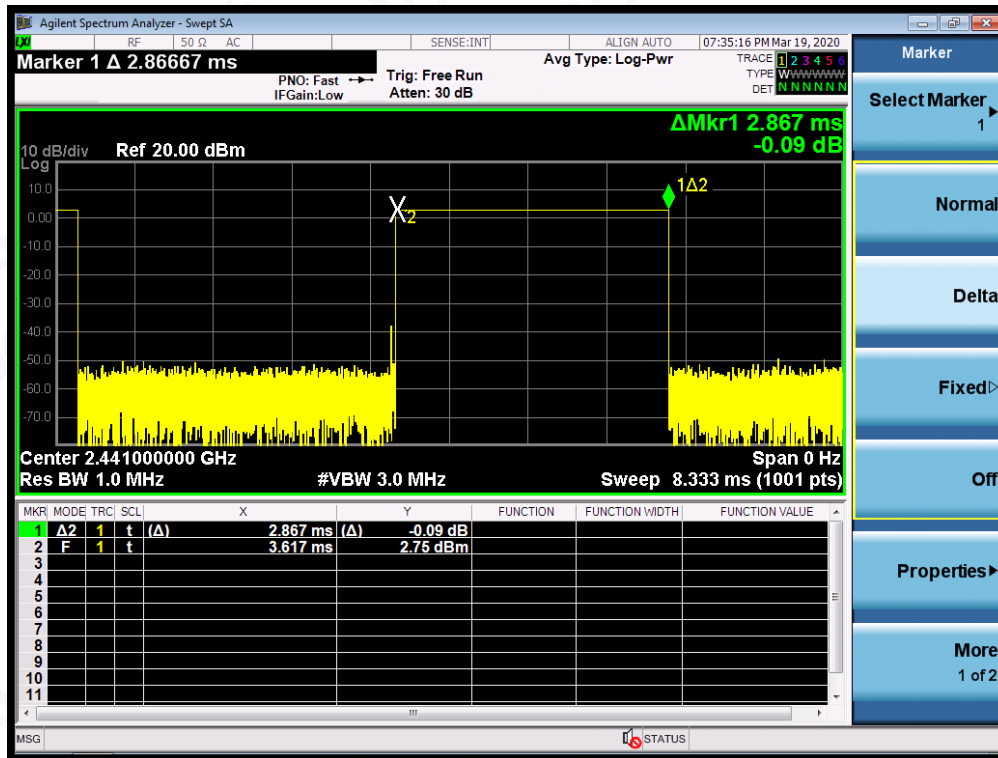 Agilent Spectrum Analyzer - Swept SA
LXI RF 50 Ω AC SENSE:INT ALIGN AUTO 07:35:16 PM Mar 19, 2020
Marker 1 Δ 2.86667 ms
PNO: Fast
IFGain:Low
Trig: Free Run
Atten: 30 dB
Avg Type: Log-Pwr
TRACE 1 2 3 4 5 6
TYPE W
DET N N N N N N
ΔMkr1 2.867 ms
-0.09 dB
10 dB/div Ref 20.00 dBm
Log
10.0
0.00
-10.0
-20.0
-30.0
-40.0
-50.0
-60.0
-70.0
X2
1Δ2
Center 2.441000000 GHz Span 0 Hz
Res BW 1.0 MHz #VBW 3.0 MHz Sweep 8.333 ms (1001 pts)
MKR MODE TRC SCL X Y FUNCTION FUNCTION WIDTH FUNCTION VALUE
1 Δ2 1 t (Δ) 2.867 ms (Δ) -0.09 dB
2 F 1 t 3.617 ms 2.75 dBm
3
4
5
6
7
8
9
10
11
MSG STATUS
Marker
Select Marker
1
Normal
Delta
Fixed
Off
Properties
More
1 of 2